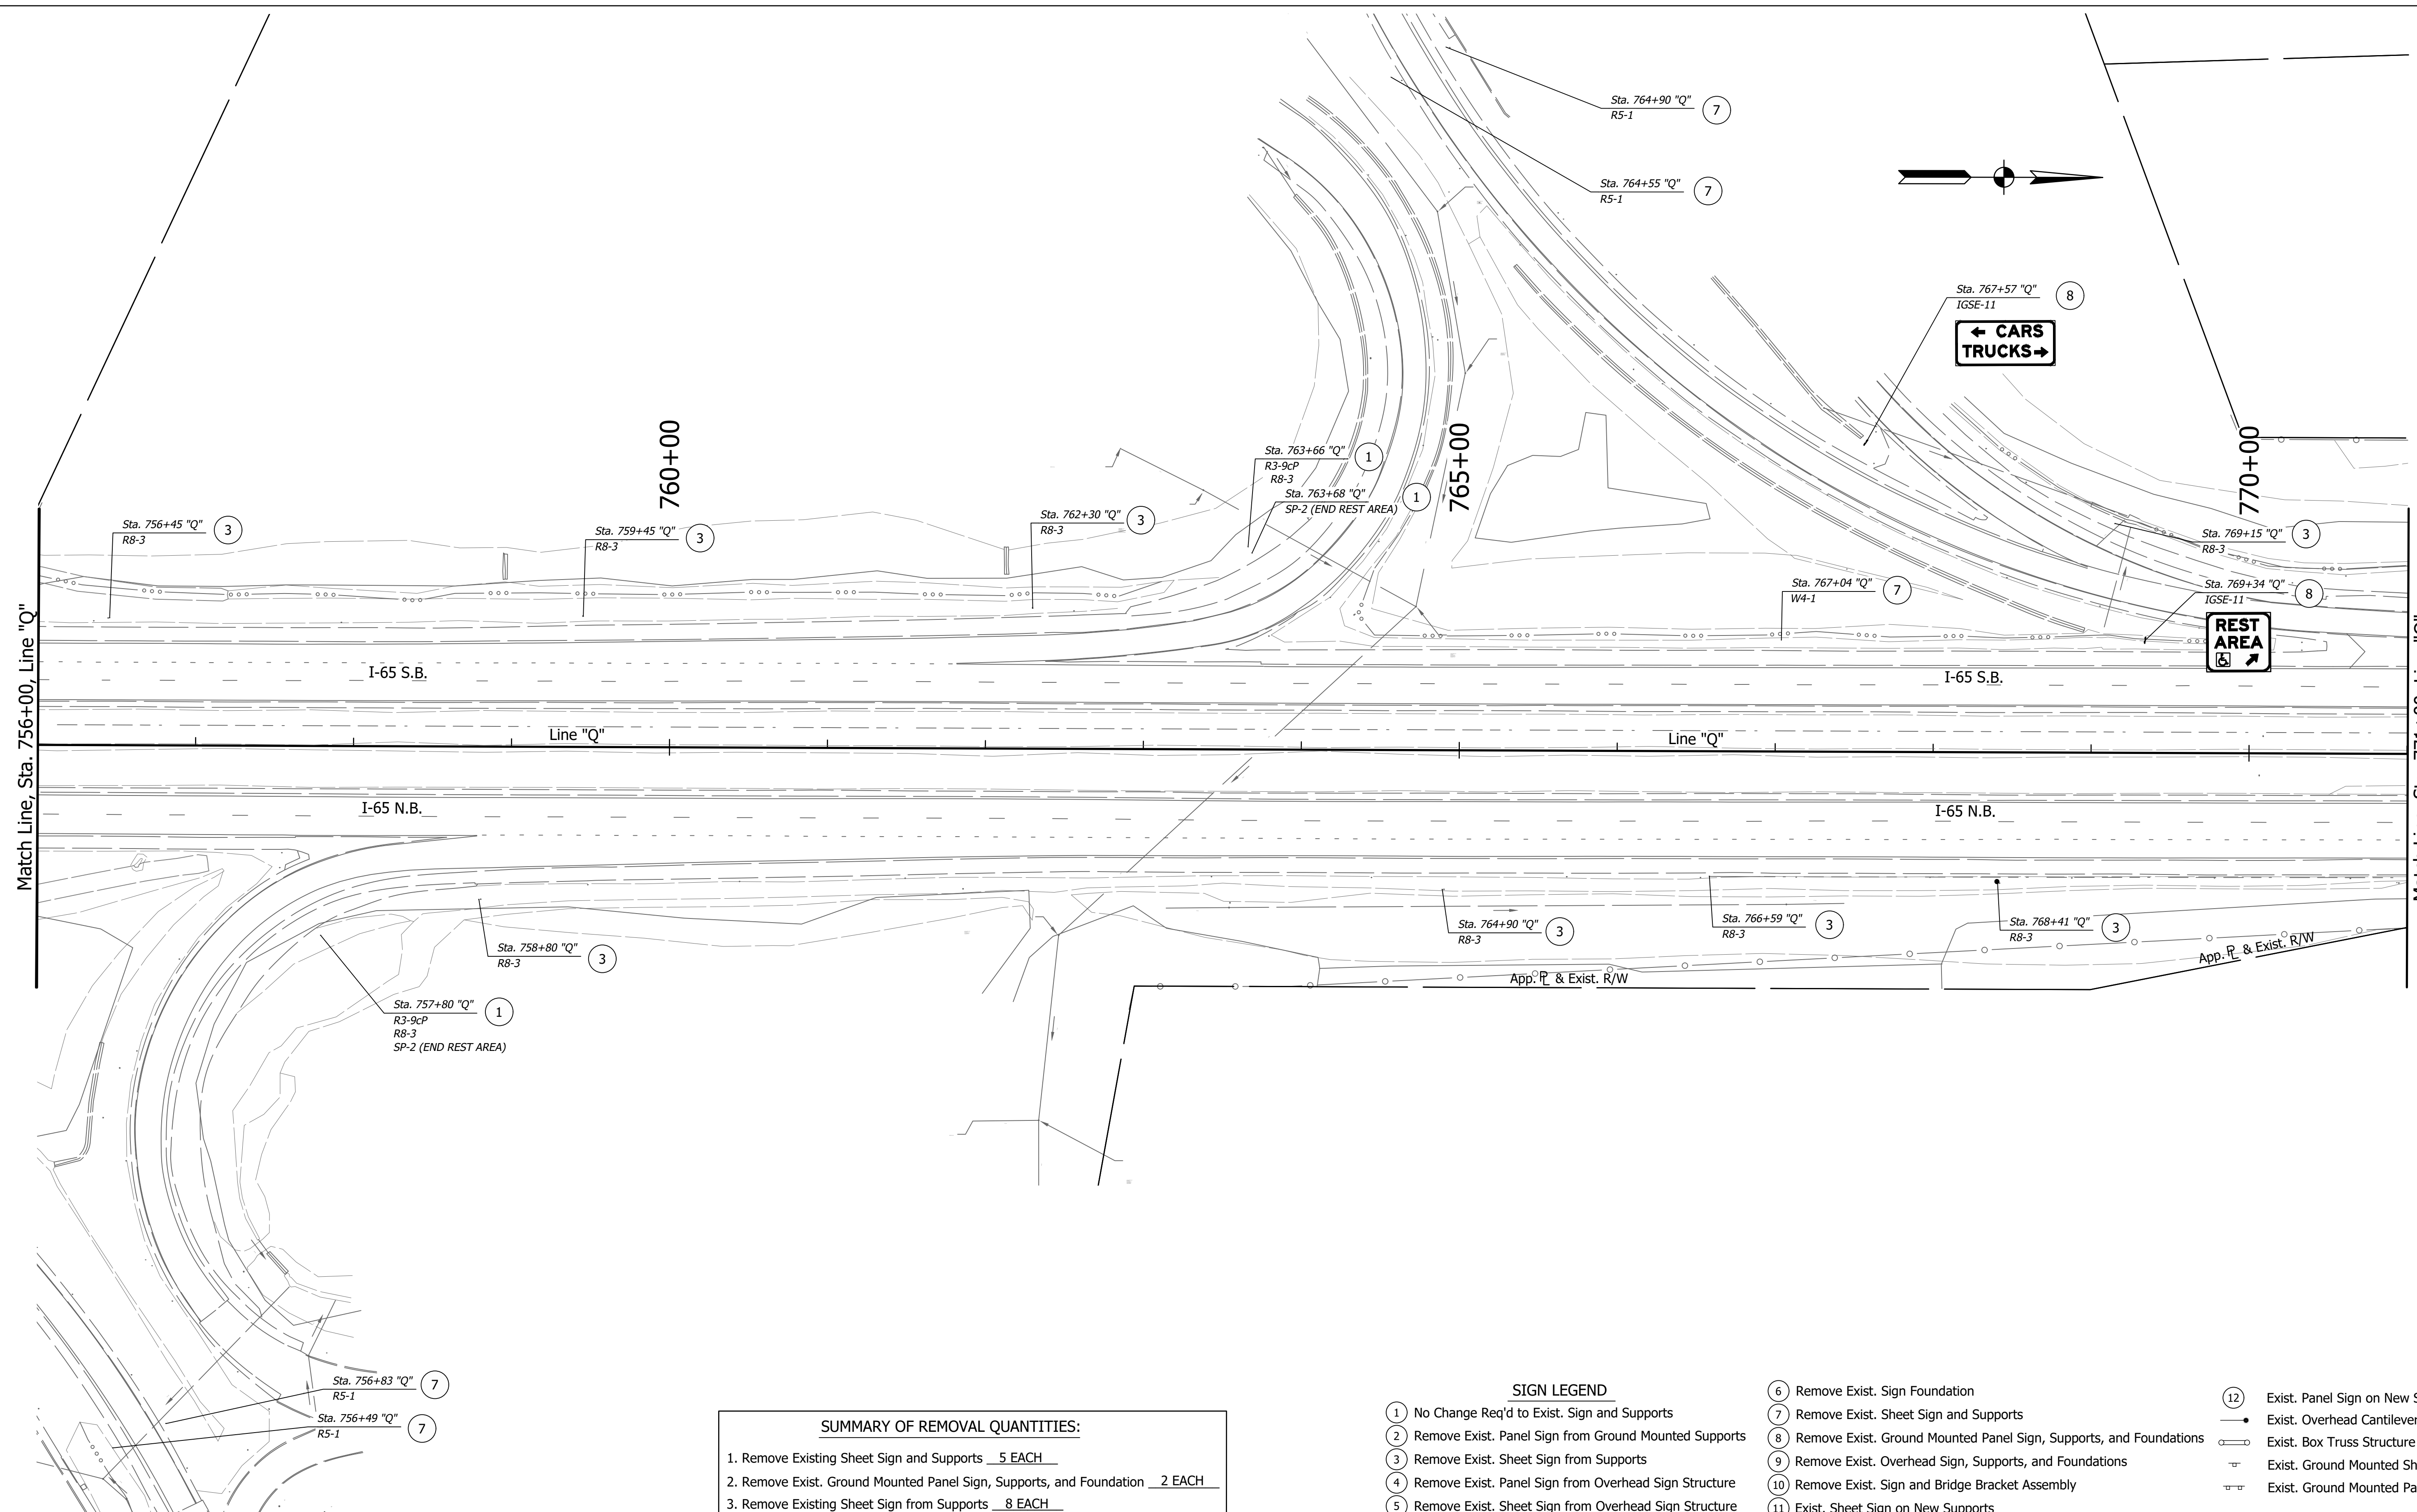 Sta. 764+90 "Q"
R5-1
7
Sta. 764+55 "Q"
R5-1
7
Sta. 767+57 "Q"
IGSE-11
8
← CARS
TRUCKS→
760+00
765+00
770+00
Sta. 763+66 "Q"
R3-9cP
R8-3
1
Sta. 763+68 "Q"
SP-2 (END REST AREA)
1
Sta. 756+45 "Q"
R8-3
3
Sta. 759+45 "Q"
R8-3
3
Sta. 762+30 "Q"
R8-3
3
Sta. 769+15 "Q"
R8-3
3
Sta. 767+04 "Q"
W4-1
7
Sta. 769+34 "Q"
IGSE-11
8
REST
AREA
Match Line, Sta. 756+00, Line "Q"
I-65 S.B.
I-65 S.B.
Line "Q"
Line "Q"
I-65 N.B.
I-65 N.B.
Sta. 758+80 "Q"
R8-3
3
Sta. 764+90 "Q"
R8-3
3
Sta. 766+59 "Q"
R8-3
3
Sta. 768+41 "Q"
R8-3
3
App. PL & Exist. R/W
App. PL & Exist. R/W
Sta. 757+80 "Q"
R3-9cP
R8-3
SP-2 (END REST AREA)
1
Sta. 756+83 "Q"
R5-1
7
Sta. 756+49 "Q"
R5-1
7
SUMMARY OF REMOVAL QUANTITIES:
1. Remove Existing Sheet Sign and Supports 5 EACH
2. Remove Exist. Ground Mounted Panel Sign, Supports, and Foundation 2 EACH
3. Remove Existing Sheet Sign from Supports 8 EACH
SIGN LEGEND
1 No Change Req'd to Exist. Sign and Supports
2 Remove Exist. Panel Sign from Ground Mounted Supports
3 Remove Exist. Sheet Sign from Supports
4 Remove Exist. Panel Sign from Overhead Sign Structure
5 Remove Exist. Sheet Sign from Overhead Sign Structure
6 Remove Exist. Sign Foundation
7 Remove Exist. Sheet Sign and Supports
8 Remove Exist. Ground Mounted Panel Sign, Supports, and Foundations
9 Remove Exist. Overhead Sign, Supports, and Foundations
10 Remove Exist. Sign and Bridge Bracket Assembly
11 Exist. Sheet Sign on New Supports
12 Exist. Panel Sign on New
Exist. Overhead Cantilever
Exist. Box Truss Structure
Exist. Ground Mounted
Exist. Ground Mounted